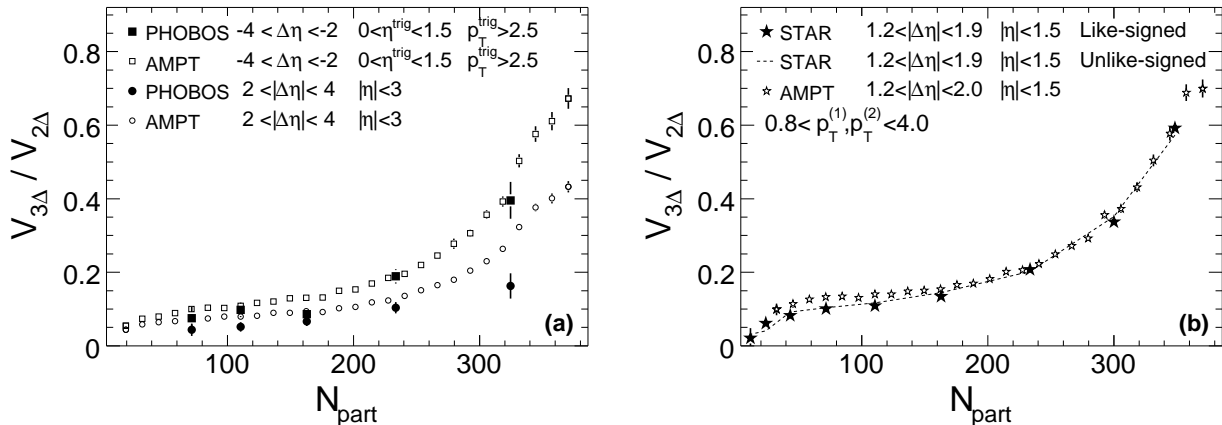 V3Δ / V2Δ
0.8
0.6
0.4
0.2
0
■ PHOBOS -4 < Δη < -2 0<η^trig<1.5 p_T^trig>2.5
□ AMPT -4 < Δη < -2 0<η^trig<1.5 p_T^trig>2.5
● PHOBOS 2 <|Δη|< 4 |η|<3
○ AMPT 2 <|Δη|< 4 |η|<3
(a)
100 200 300
N_part
V3Δ / V2Δ
0.8
0.6
0.4
0.2
0
★ STAR 1.2<|Δη|<1.9 |η|<1.5 Like-signed
---- STAR 1.2<|Δη|<1.9 |η|<1.5 Unlike-signed
☆ AMPT 1.2<|Δη|<2.0 |η|<1.5
0.8< p_T^(1),p_T^(2) <4.0
(b)
100 200 300
N_part